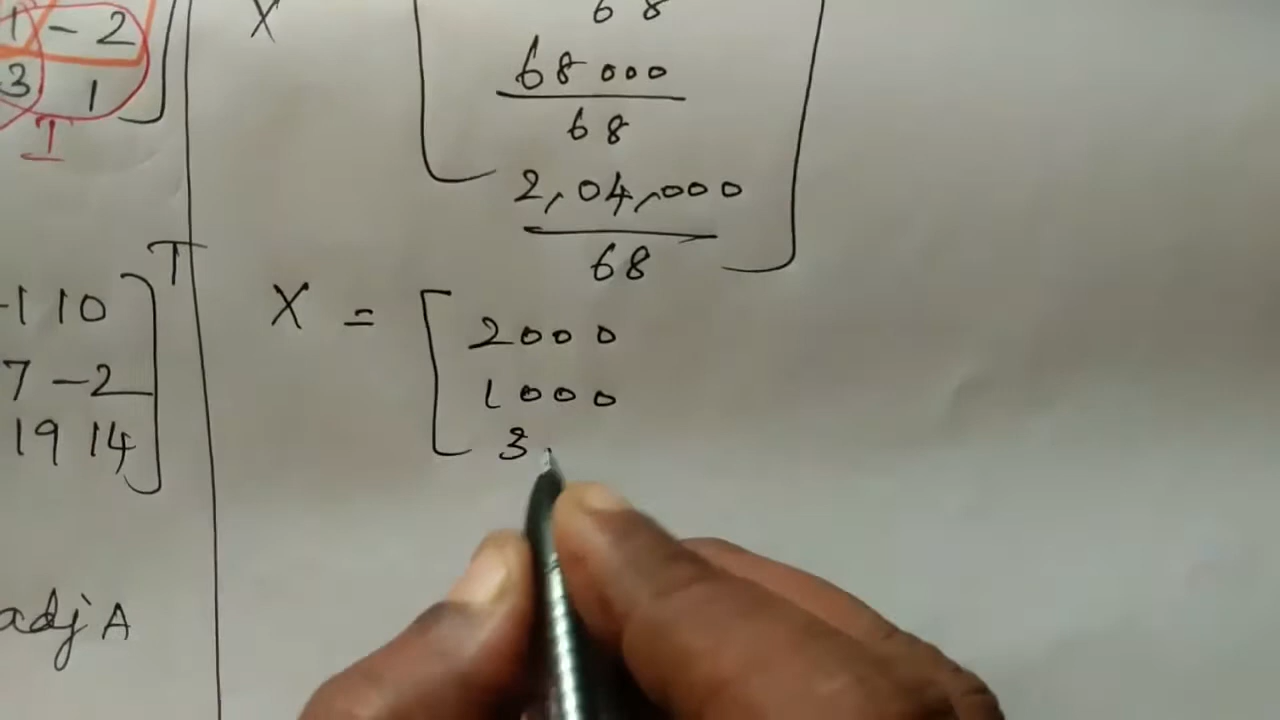 1 - 2
3 1
I
T
-1 10
7 -2
19 14
adj A
X
68
68000
68
2,04,000
68
X = 2000
1000
3